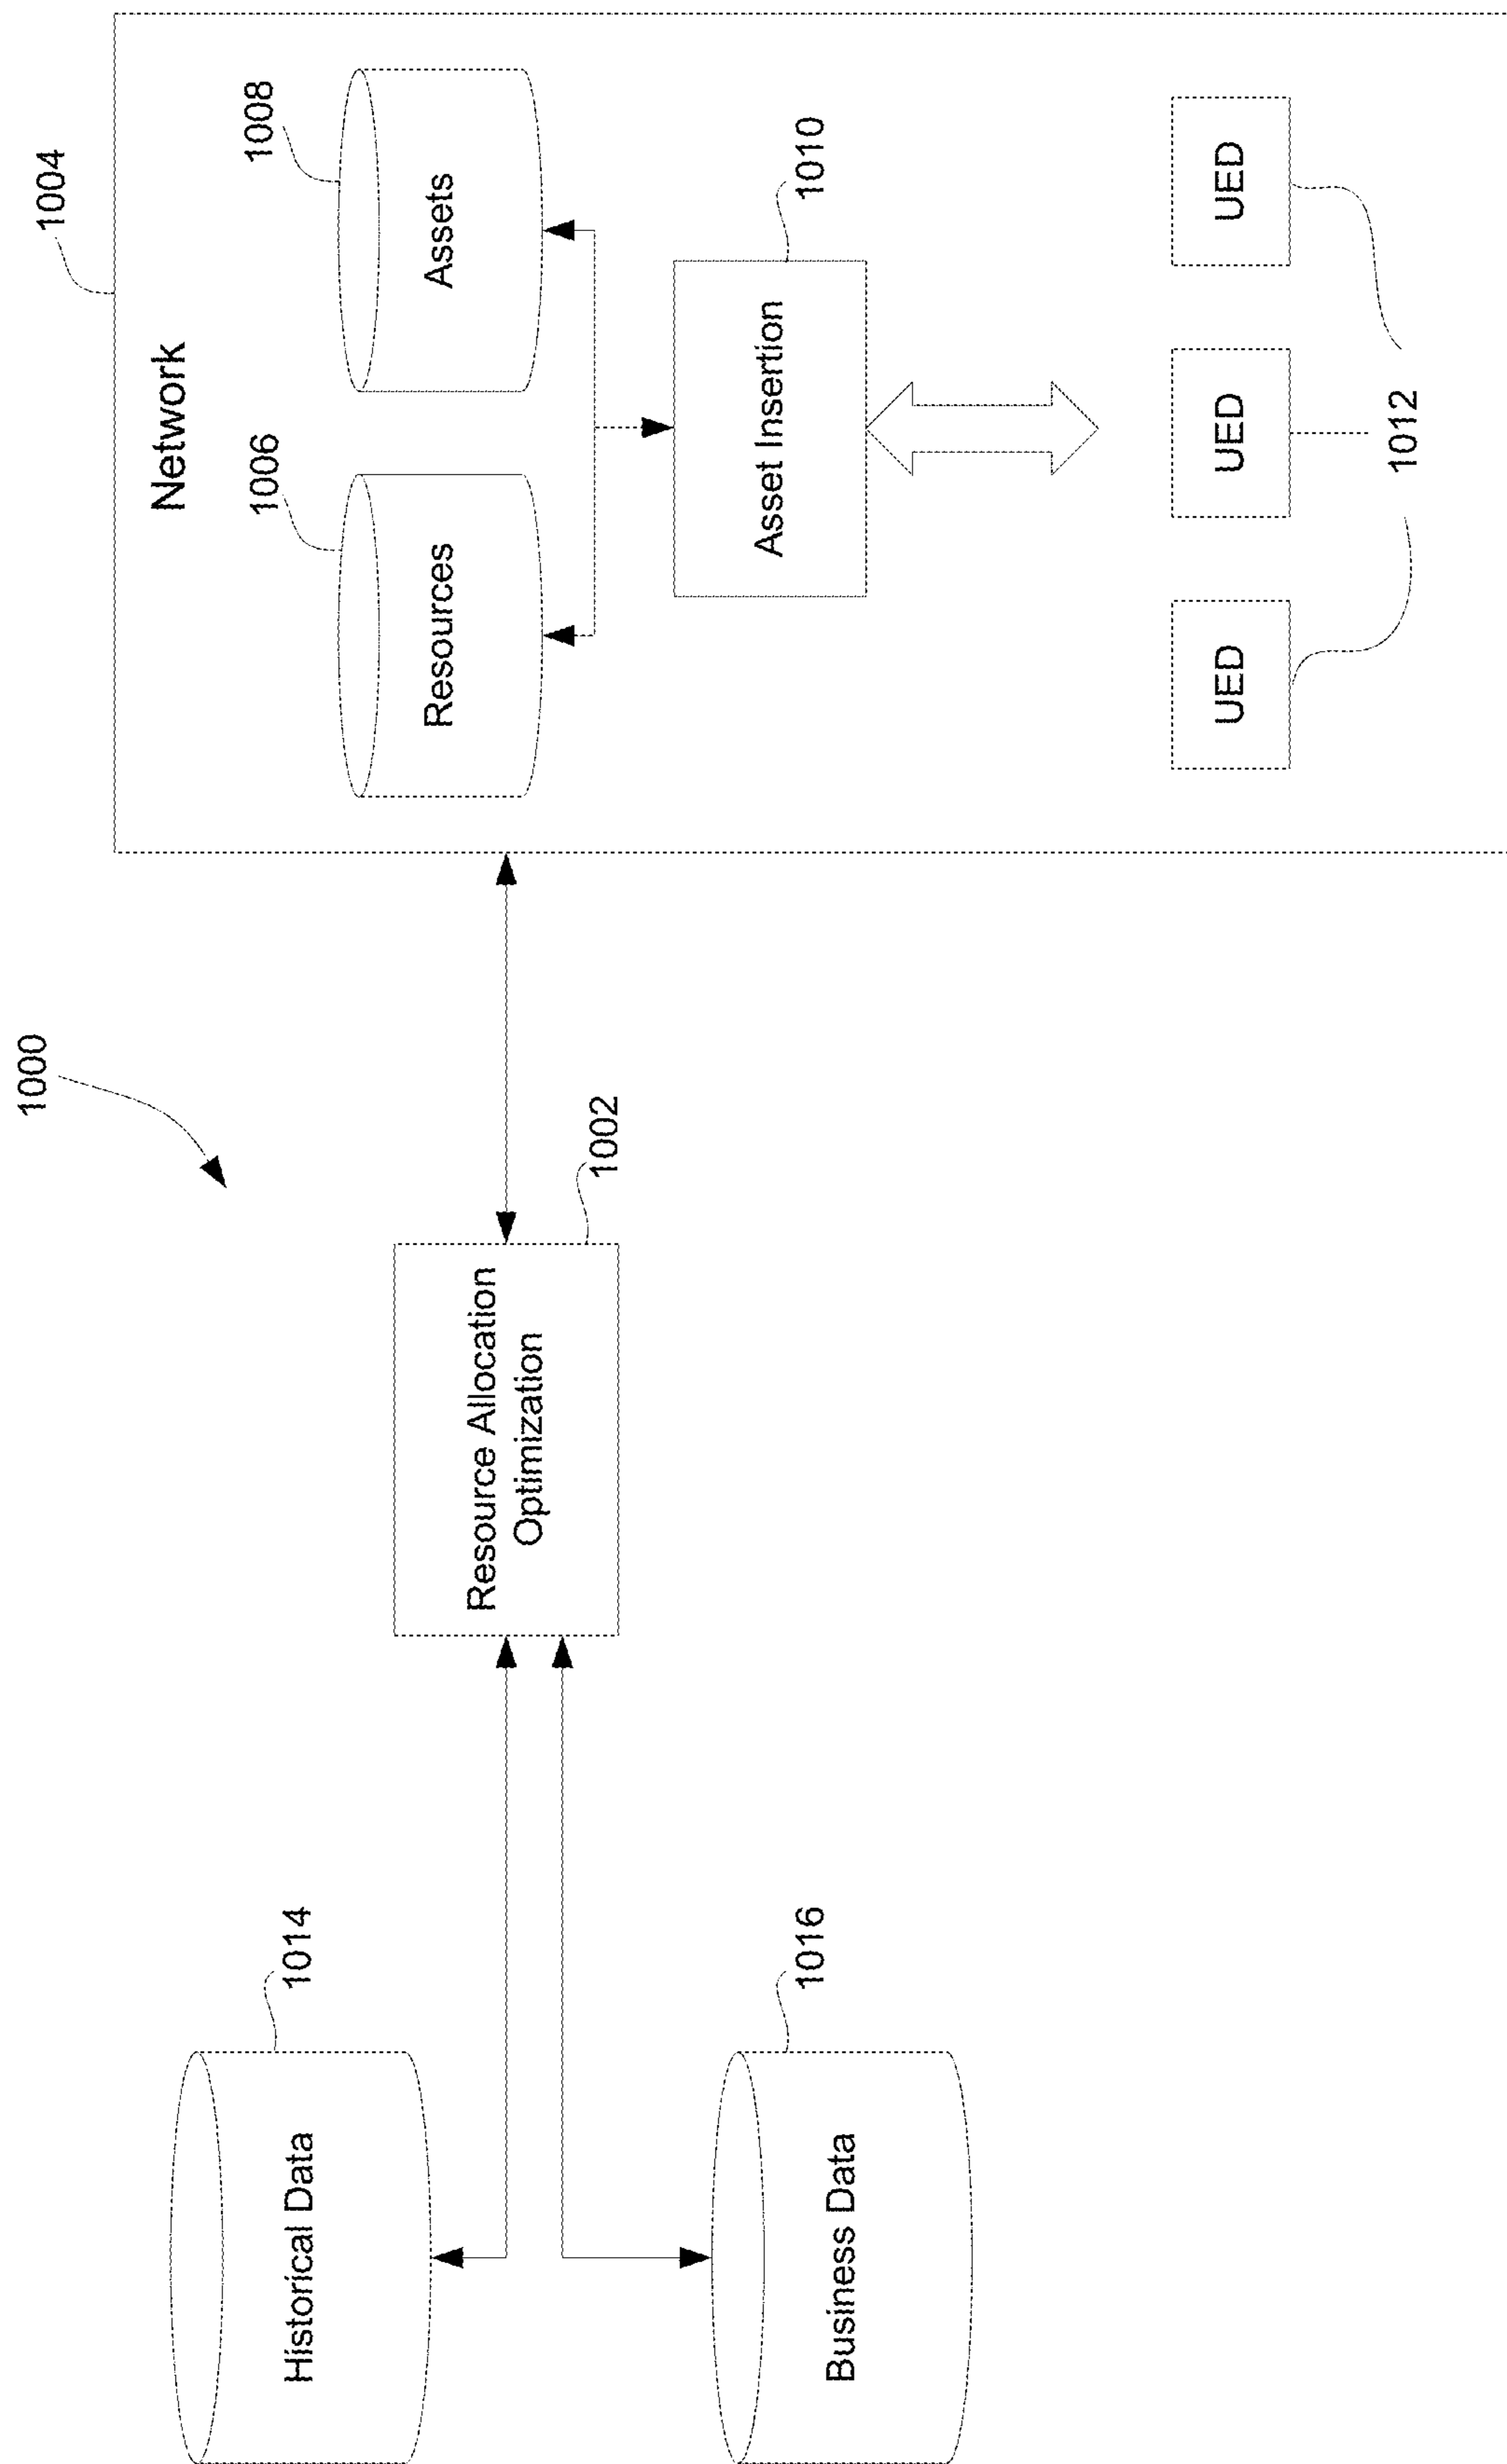 1000
1004
Network
1006
1008
Resources
Assets
1010
Asset Insertion
UED
UED
UED
1012
1002
Resource Allocation
Optimization
1014
Historical Data
1016
Business Data